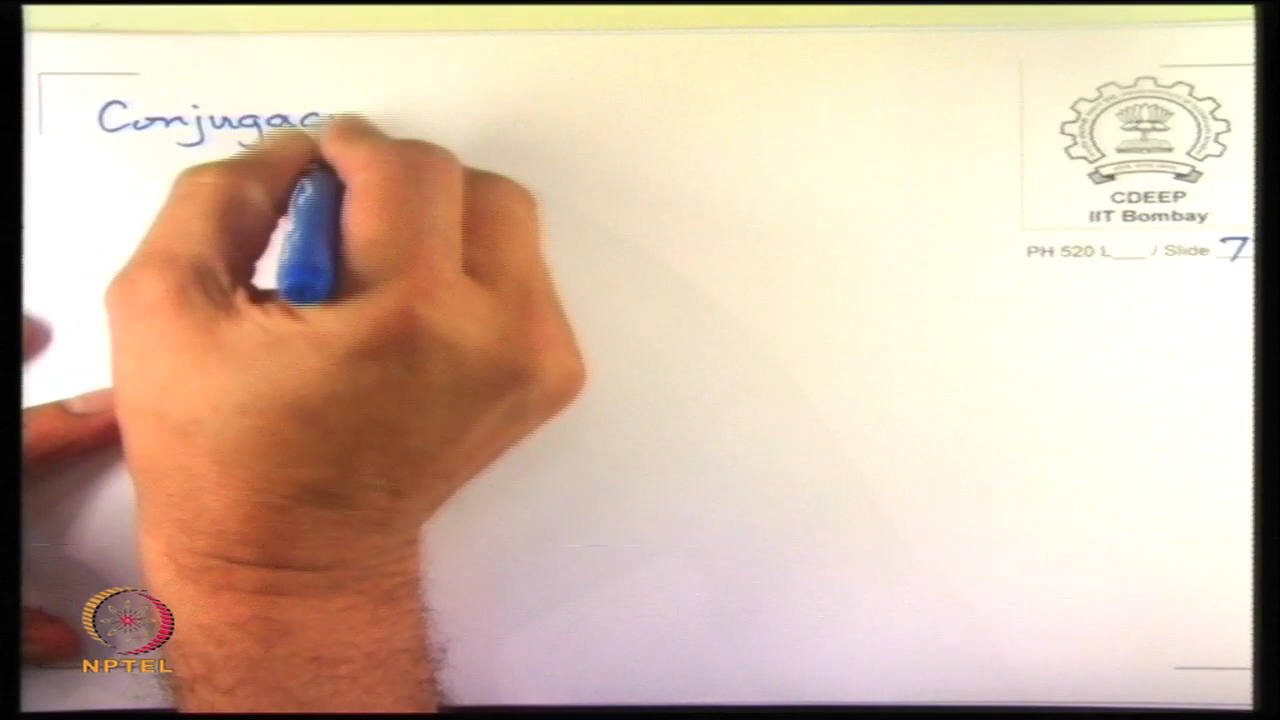 Conjugac
CDEEP
IIT Bombay
PH 520 L___ / Slide 7
NPTEL